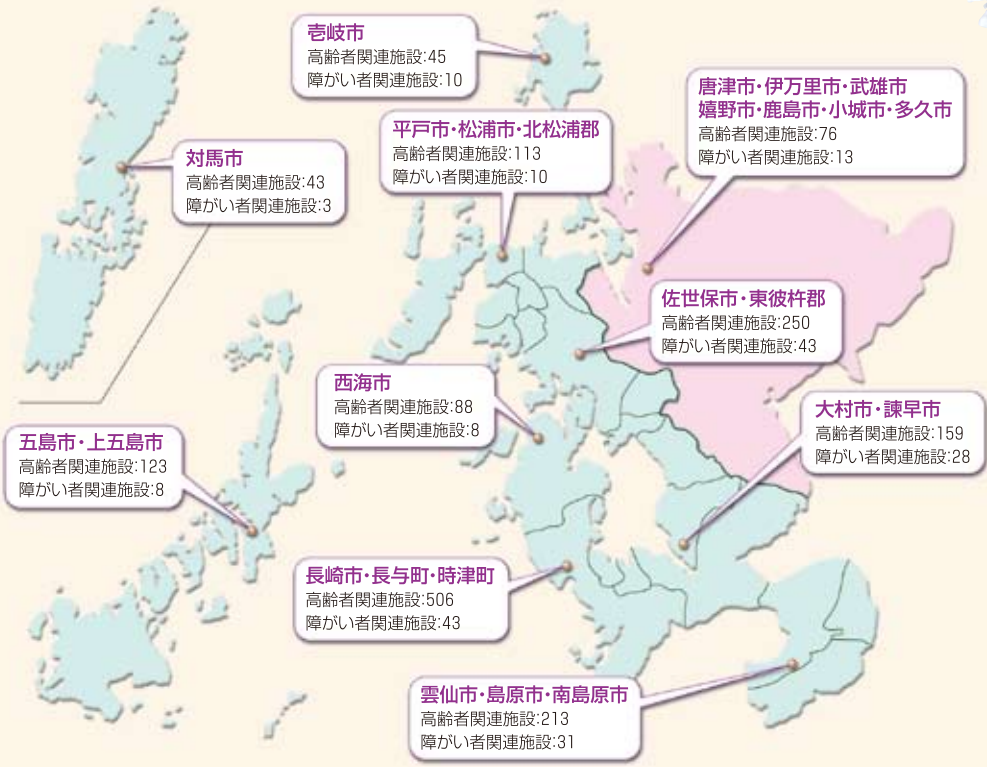 壱岐市
高齢者関連施設:45
障がい者関連施設:10
唐津市・伊万里市・武雄市
嬉野市・鹿島市・小城市・多久市
高齢者関連施設:76
障がい者関連施設:13
平戸市・松浦市・北松浦郡
高齢者関連施設:113
障がい者関連施設:10
対馬市
高齢者関連施設:43
障がい者関連施設:3
佐世保市・東彼杵郡
高齢者関連施設:250
障がい者関連施設:43
西海市
高齢者関連施設:88
障がい者関連施設:8
大村市・諫早市
高齢者関連施設:159
障がい者関連施設:28
五島市・上五島市
高齢者関連施設:123
障がい者関連施設:8
長崎市・長与町・時津町
高齢者関連施設:506
障がい者関連施設:43
雲仙市・島原市・南島原市
高齢者関連施設:213
障がい者関連施設:31